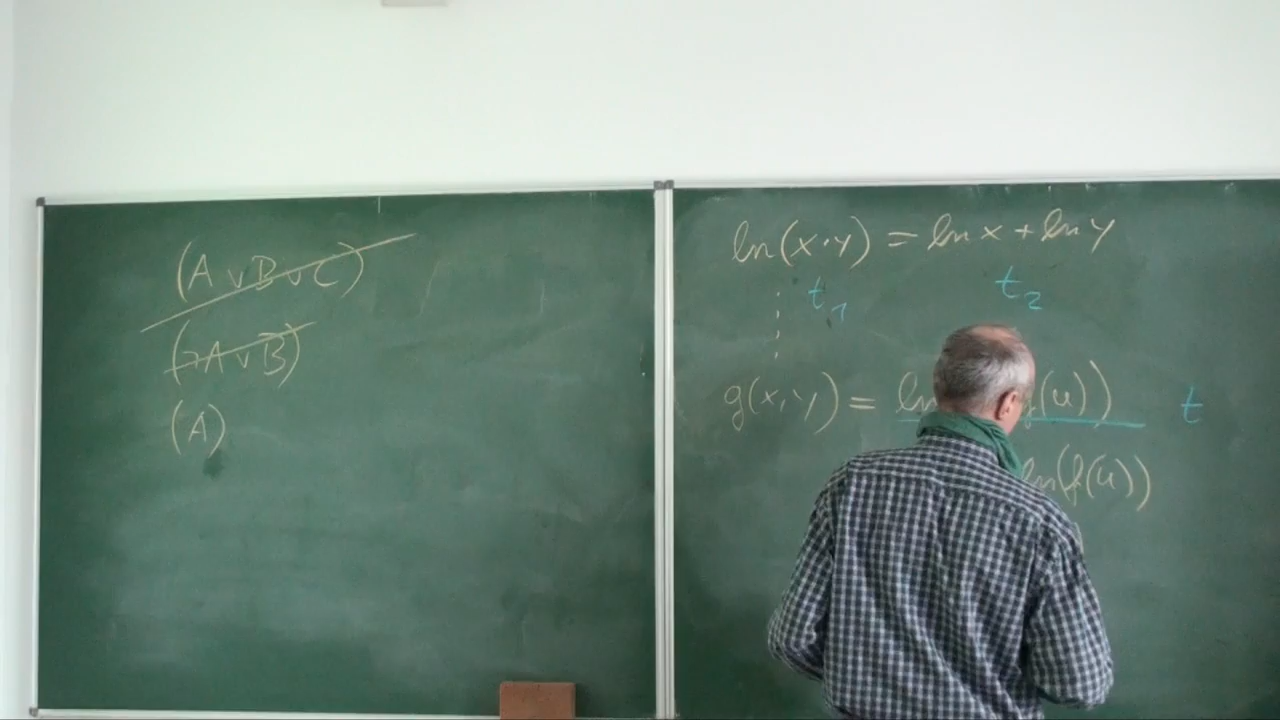 (A ∨ B ∨ C)
(¬A ∨ B)
(A)
ln(x·y) = ln x + ln y
t₁ t₂
g(x,y) = ln f(u)) t
ln(f(u))